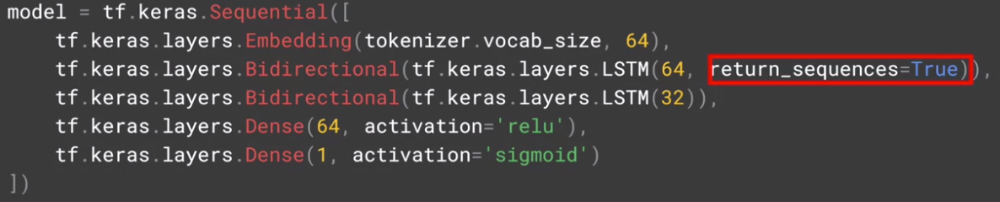 model = tf.keras.Sequential([
    tf.keras.layers.Embedding(tokenizer.vocab_size, 64),
    tf.keras.layers.Bidirectional(tf.keras.layers.LSTM(64, return_sequences=True)),
    tf.keras.layers.Bidirectional(tf.keras.layers.LSTM(32)),
    tf.keras.layers.Dense(64, activation='relu'),
    tf.keras.layers.Dense(1, activation='sigmoid')
])